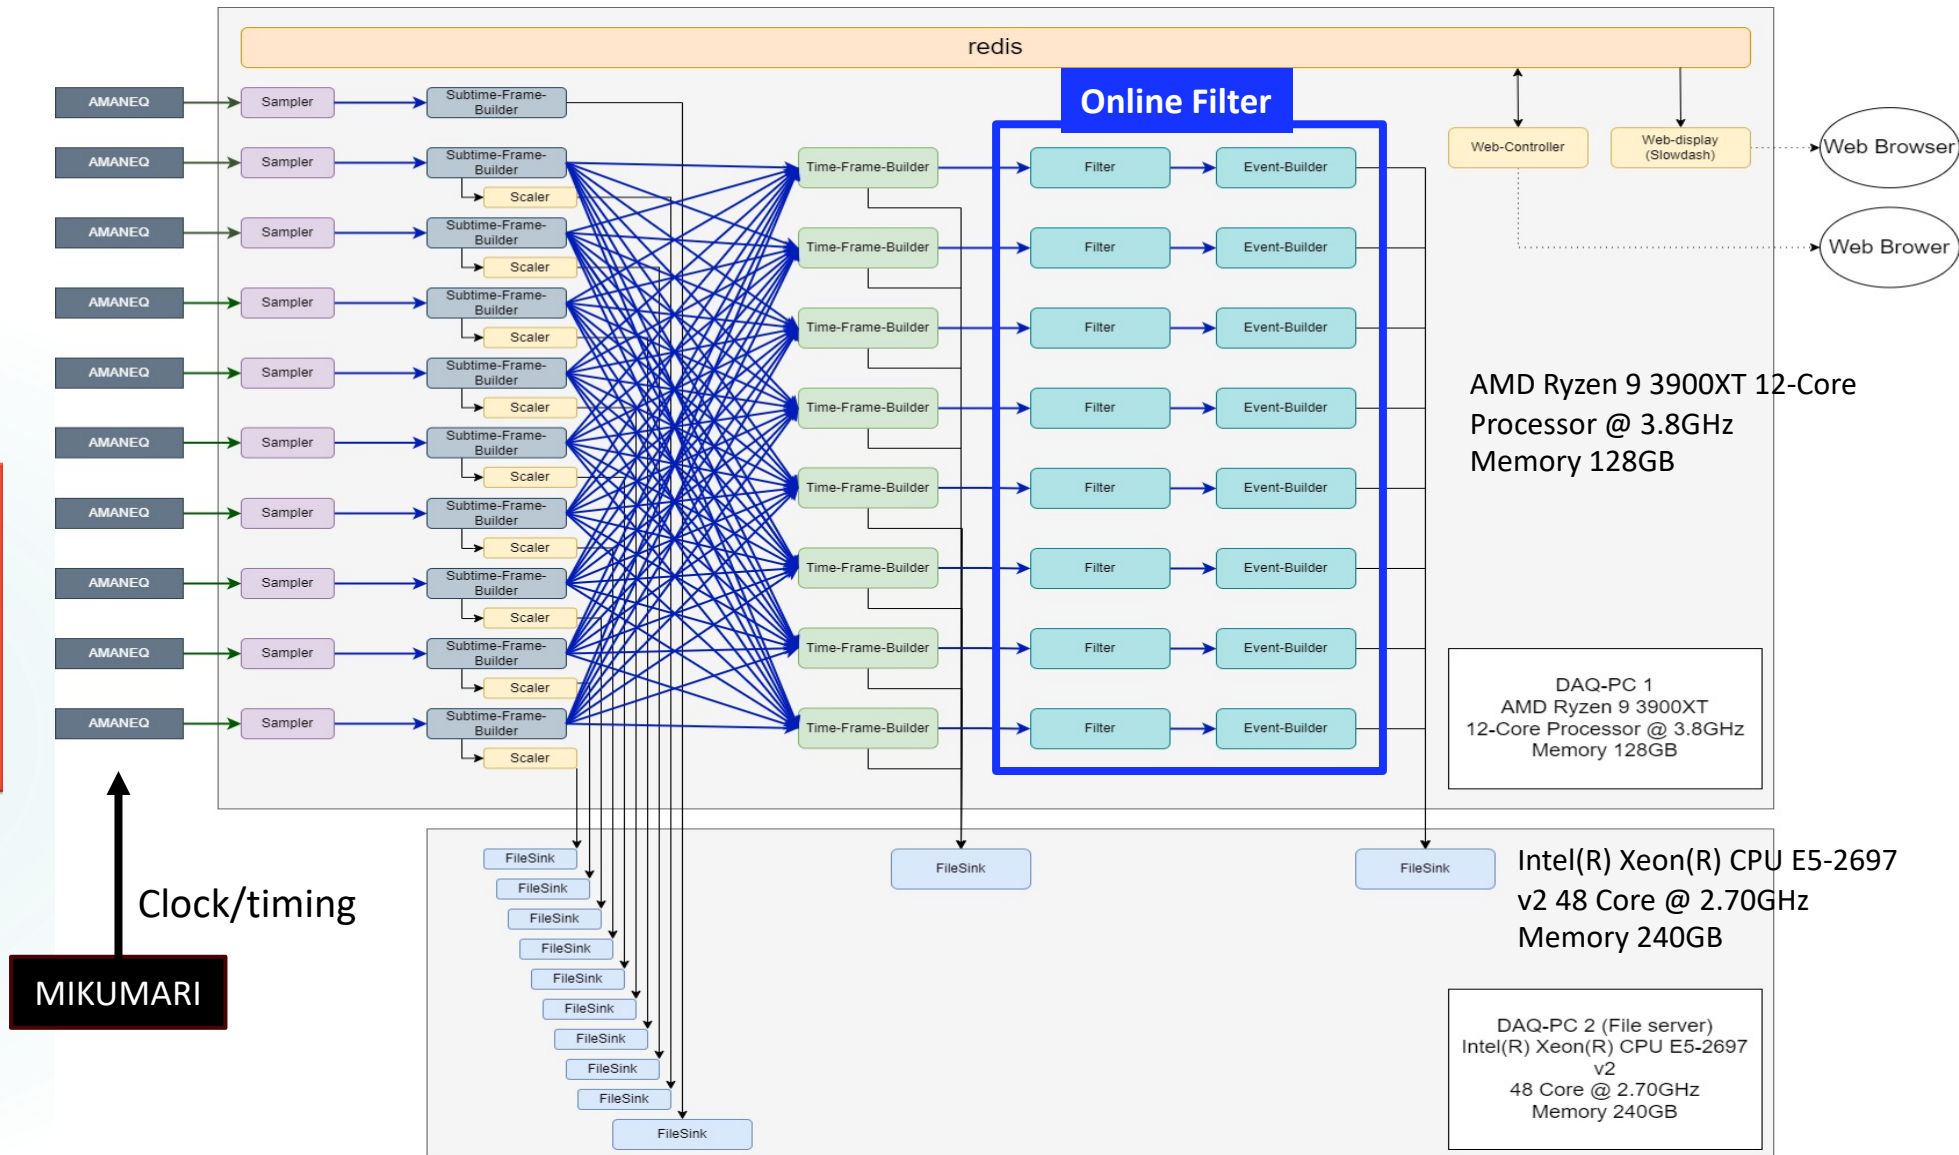 redis
Online Filter
AMANEQ
Sampler
Subtime-Frame-
Builder
Web-Controller
Web-display
(Slowdash)
Web Browser
AMANEQ
Sampler
Subtime-Frame-
Builder
Scaler
Time-Frame-Builder
Filter
Event-Builder
AMANEQ
Sampler
Subtime-Frame-
Builder
Scaler
Time-Frame-Builder
Filter
Event-Builder
Web Brower
AMANEQ
Sampler
Subtime-Frame-
Builder
Scaler
Time-Frame-Builder
Filter
Event-Builder
AMANEQ
Sampler
Subtime-Frame-
Builder
Scaler
Time-Frame-Builder
Filter
Event-Builder
AMANEQ
Sampler
Subtime-Frame-
Builder
Scaler
Time-Frame-Builder
Filter
Event-Builder
AMANEQ
Sampler
Subtime-Frame-
Builder
Scaler
Time-Frame-Builder
Filter
Event-Builder
AMANEQ
Sampler
Subtime-Frame-
Builder
Scaler
Time-Frame-Builder
Filter
Event-Builder
AMANEQ
Sampler
Subtime-Frame-
Builder
Scaler
Time-Frame-Builder
Filter
Event-Builder
AMANEQ
Sampler
Subtime-Frame-
Builder
Scaler
AMD Ryzen 9 3900XT 12-Core
Processor @ 3.8GHz
Memory 128GB
DAQ-PC 1
AMD Ryzen 9 3900XT
12-Core Processor @ 3.8GHz
Memory 128GB
Clock/timing
MIKUMARI
FileSink
FileSink
FileSink
FileSink
FileSink
FileSink
FileSink
FileSink
FileSink
FileSink
FileSink
FileSink
Intel(R) Xeon(R) CPU E5-2697
v2 48 Core @ 2.70GHz
Memory 240GB
DAQ-PC 2 (File server)
Intel(R) Xeon(R) CPU E5-2697
v2
48 Core @ 2.70GHz
Memory 240GB